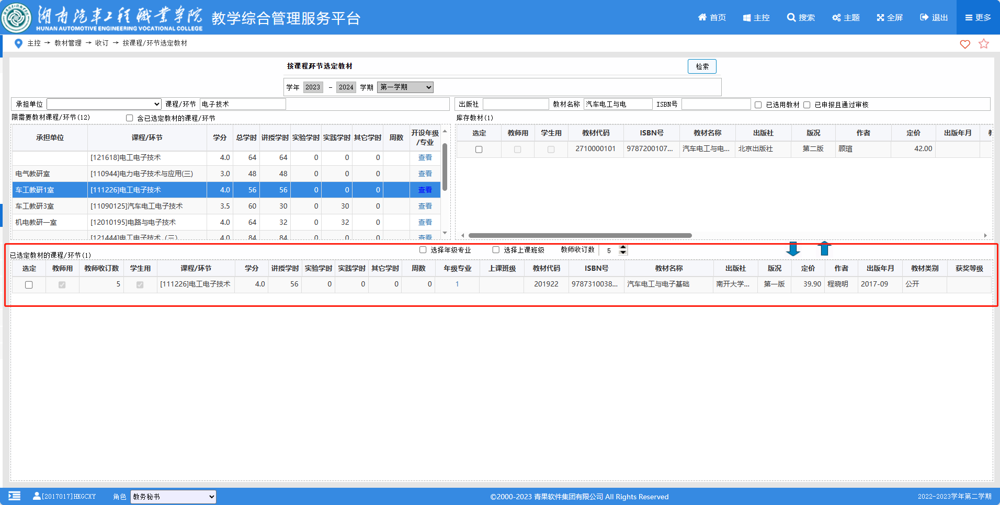 湖南汽车工程职业学院
HUNAN AUTOMOTIVE ENGINEERING VOCATIONAL COLLEGE
教学综合管理服务平台
首页 主控 搜索 主题 全屏 退出 更多
主控 → 教材管理 → 收订 → 按课程/环节选定教材
按课程环节选定教材 检索
学年 2023 - 2024 学期 第一学期
承担单位 课程/环节 电子技术
出版社 教材名称 汽车电工与电 ISBN号 已选用教材 已申报且通过审核
限需要教材课程/环节(12) 含已选定教材的课程/环节
库存教材(1)
承担单位 课程/环节 学分 总学时 讲授学时 实验学时 实践学时 其它学时 周数 开设年级/专业
[121618]电工电子技术 4.0 64 64 0 0 0 查看
电气教研室 [110944]电力电子技术与应用(三) 3.0 48 48 0 0 0 查看
车工教研1室 [111226]电工电子技术 4.0 56 56 0 0 0 查看
车工教研3室 [11090125]汽车电工电子技术 3.5 60 30 0 30 0 查看
机电教研一室 [12010195]电路与电子技术 4.0 64 32 0 32 0 查看
[121444]电工电子技术（三） 4.0 84 84 0 0 0 查看
选定 教师用 学生用 教材代码 ISBN号 教材名称 出版社 版况 作者 定价 出版年月
2710000101 9787200107... 汽车电工与电... 北京出版社 第二版 顾瑄 42.00
选择年级专业 选择上课班级 教师收订数 5
已选定教材的课程/环节(1)
选定 教师用 教师收订数 学生用 课程/环节 学分 讲授学时 实验学时 实践学时 其它学时 周数 年级专业 上课班级 教材代码 ISBN号 教材名称 出版社 版况 定价 作者 出版年月 教材类别 获奖等级
5 [111226]电工电子技术 4.0 56 0 0 0 0 1 201922 9787310038... 汽车电工与电子基础 南开大学... 第一版 39.90 程晓明 2017-09 公开
[2017017]HKGCXY 角色 教务秘书
©2000-2023 青果软件集团有限公司 All Rights Reserved
2022-2023学年第二学期